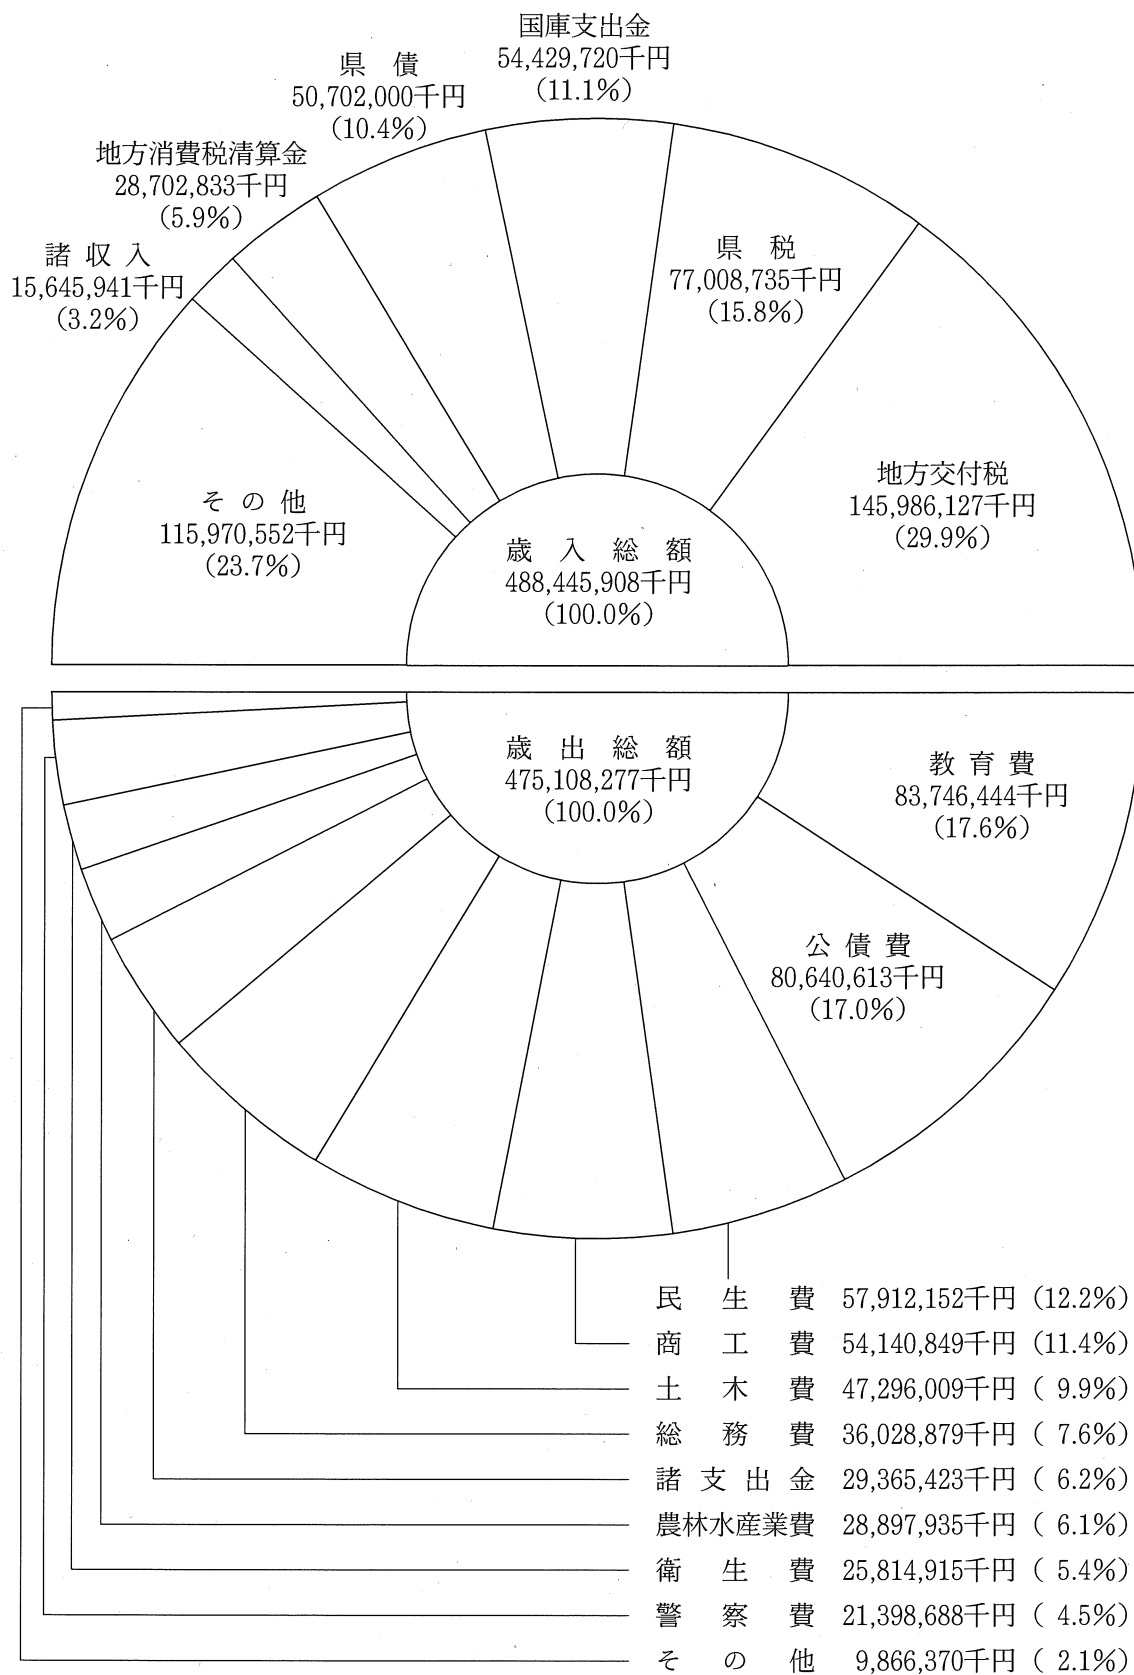 国庫支出金
54,429,720千円
(11.1%)
県 債
50,702,000千円
(10.4%)
地方消費税清算金
28,702,833千円
(5.9%)
諸 収 入
15,645,941千円
(3.2%)
県 税
77,008,735千円
(15.8%)
地方交付税
145,986,127千円
(29.9%)
そ の 他
115,970,552千円
(23.7%)
歳 入 総 額
488,445,908千円
(100.0%)
歳 出 総 額
475,108,277千円
(100.0%)
教 育 費
83,746,444千円
(17.6%)
公 債 費
80,640,613千円
(17.0%)
民 生 費 57,912,152千円 (12.2%)
商 工 費 54,140,849千円 (11.4%)
土 木 費 47,296,009千円 ( 9.9%)
総 務 費 36,028,879千円 ( 7.6%)
諸 支 出 金 29,365,423千円 ( 6.2%)
農林水産業費 28,897,935千円 ( 6.1%)
衛 生 費 25,814,915千円 ( 5.4%)
警 察 費 21,398,688千円 ( 4.5%)
そ の 他 9,866,370千円 ( 2.1%)